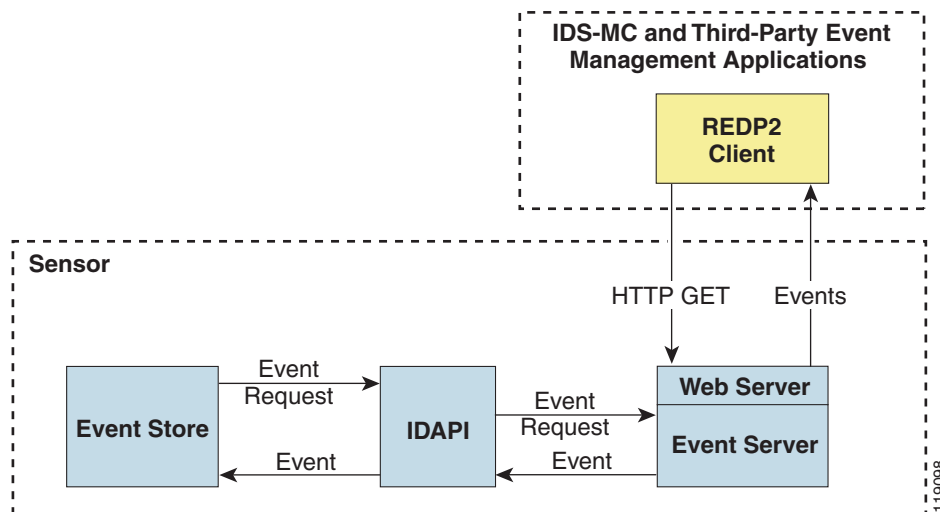 IDS-MC and Third-Party Event
Management Applications
REDP2
Client
Sensor
HTTP GET
Events
Event Store
Event
Request
Event
IDAPI
Event
Request
Event
Web Server
Event Server
119098